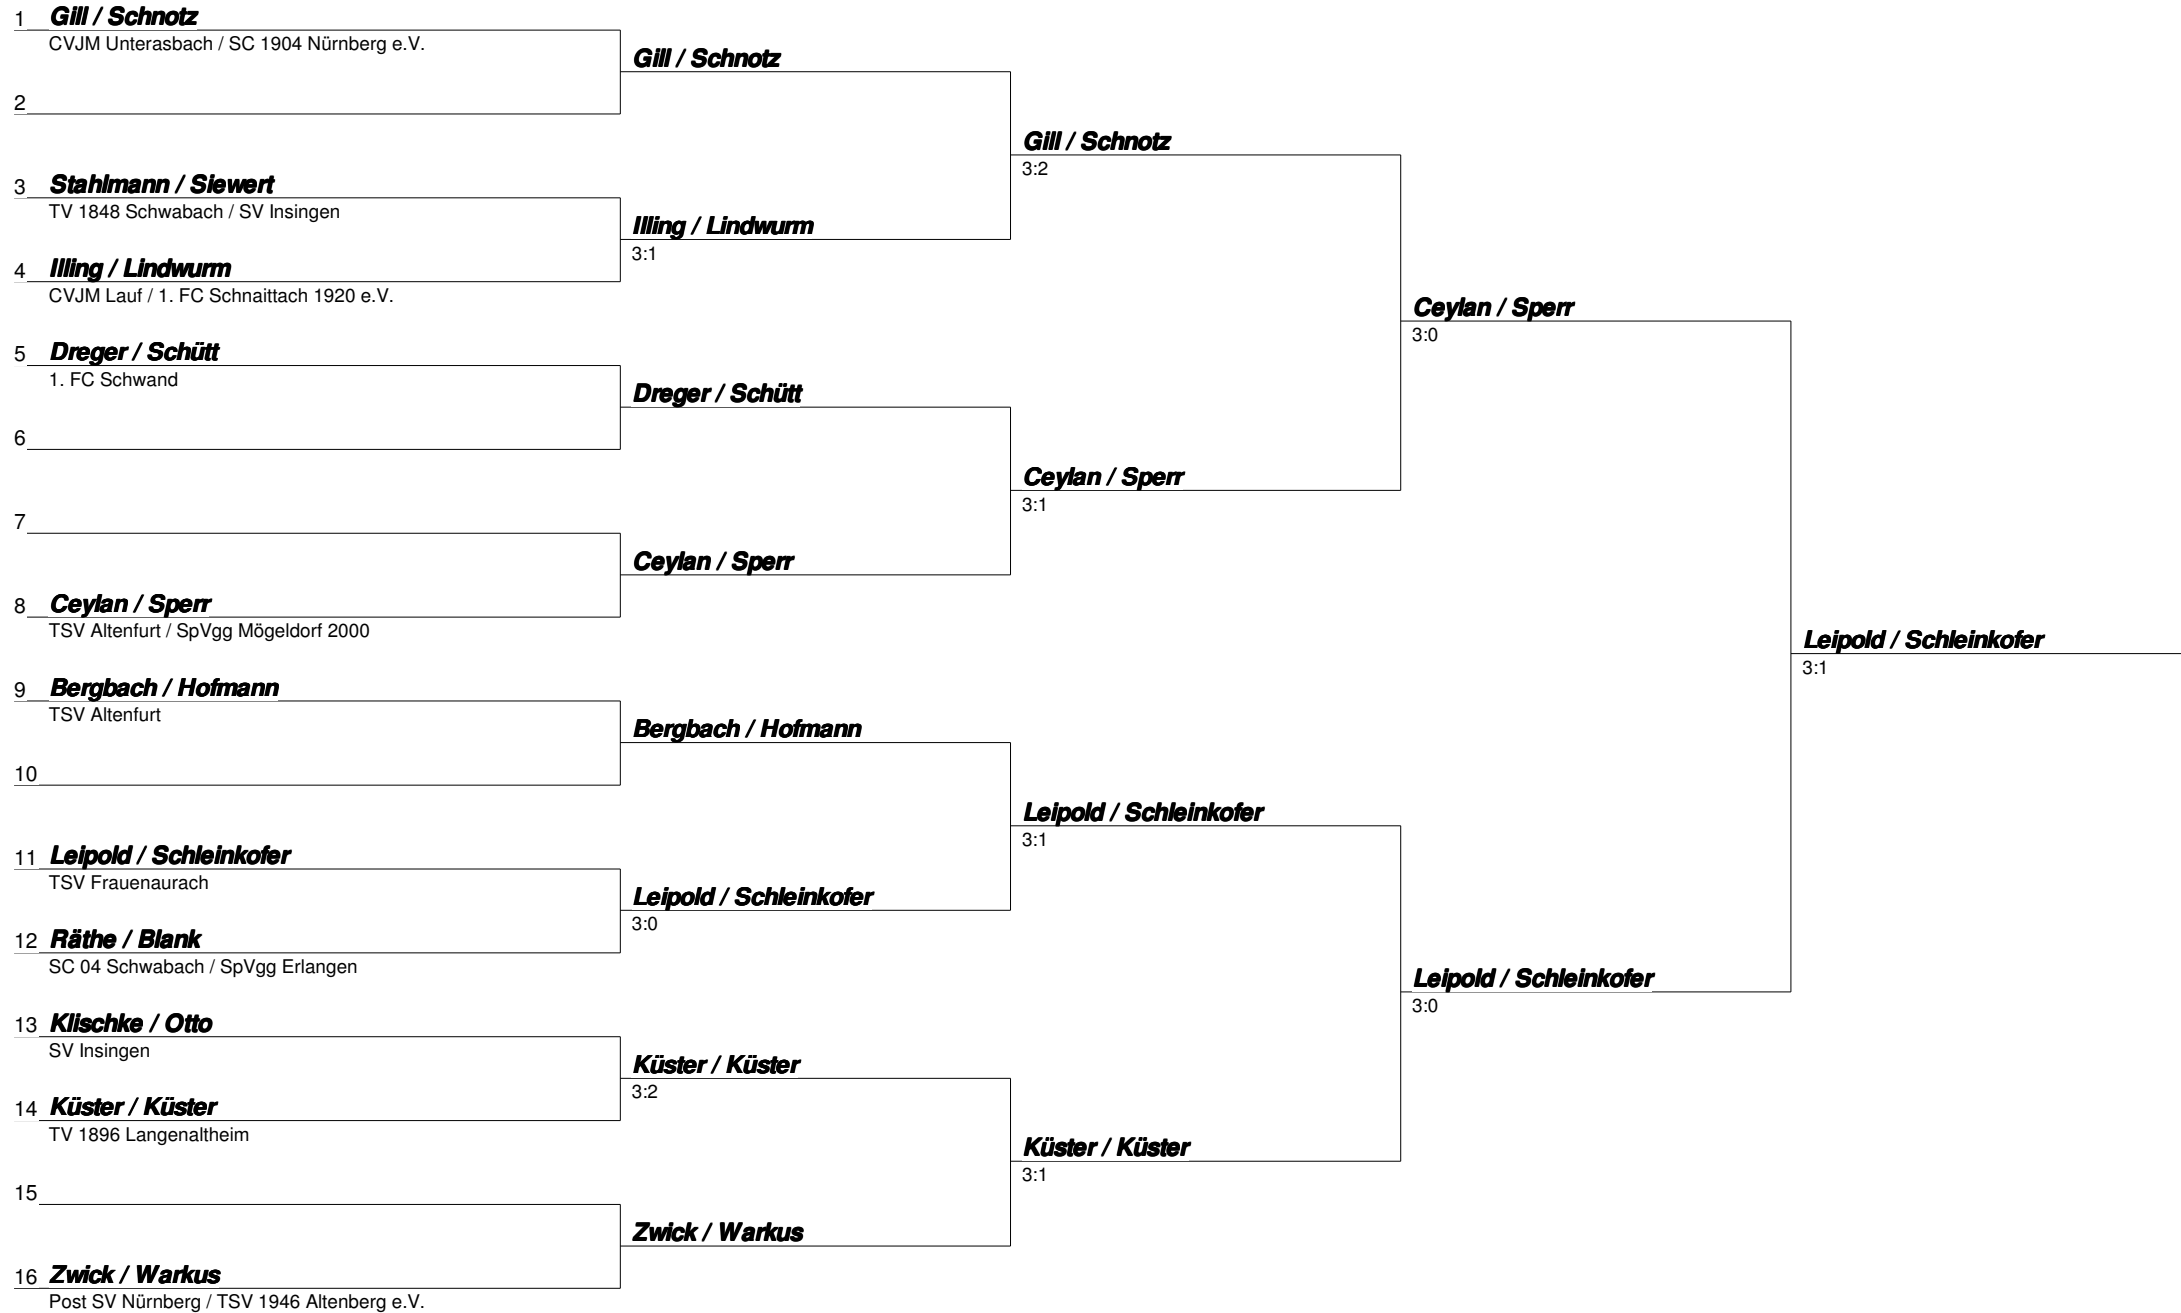 1 Gill / Schnotz
CVJM Unterasbach / SC 1904 Nürnberg e.V.
Gill / Schnotz
2
Gill / Schnotz
3:2
3 Stahlmann / Siewert
TV 1848 Schwabach / SV Insingen
Illing / Lindwurm
3:1
4 Illing / Lindwurm
CVJM Lauf / 1. FC Schnaittach 1920 e.V.
Ceylan / Sperr
3:0
5 Dreger / Schütt
1. FC Schwand
Dreger / Schütt
6
Ceylan / Sperr
3:1
7
Ceylan / Sperr
8 Ceylan / Sperr
TSV Altenfurt / SpVgg Mögeldorf 2000
Leipold / Schleinkofer
3:1
9 Bergbach / Hofmann
TSV Altenfurt
Bergbach / Hofmann
10
Leipold / Schleinkofer
3:1
11 Leipold / Schleinkofer
TSV Frauenaurach
Leipold / Schleinkofer
3:0
12 Räthe / Blank
SC 04 Schwabach / SpVgg Erlangen
Leipold / Schleinkofer
3:0
13 Klischke / Otto
SV Insingen
Küster / Küster
3:2
14 Küster / Küster
TV 1896 Langenaltheim
Küster / Küster
3:1
15
Zwick / Warkus
16 Zwick / Warkus
Post SV Nürnberg / TSV 1946 Altenberg e.V.